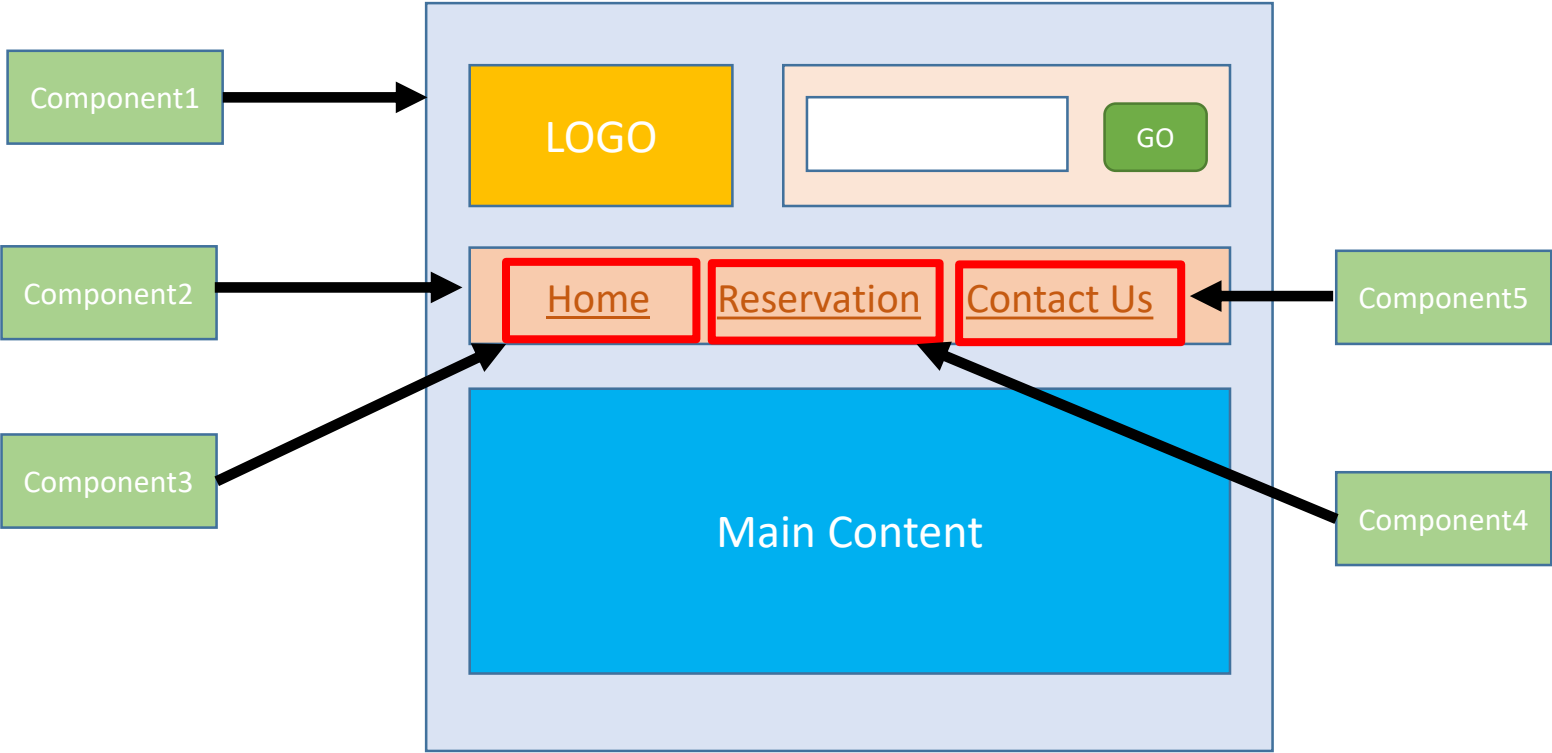 Component1
LOGO
GO
Component2
Home
Reservation
Contact Us
Component5
Component3
Main Content
Component4